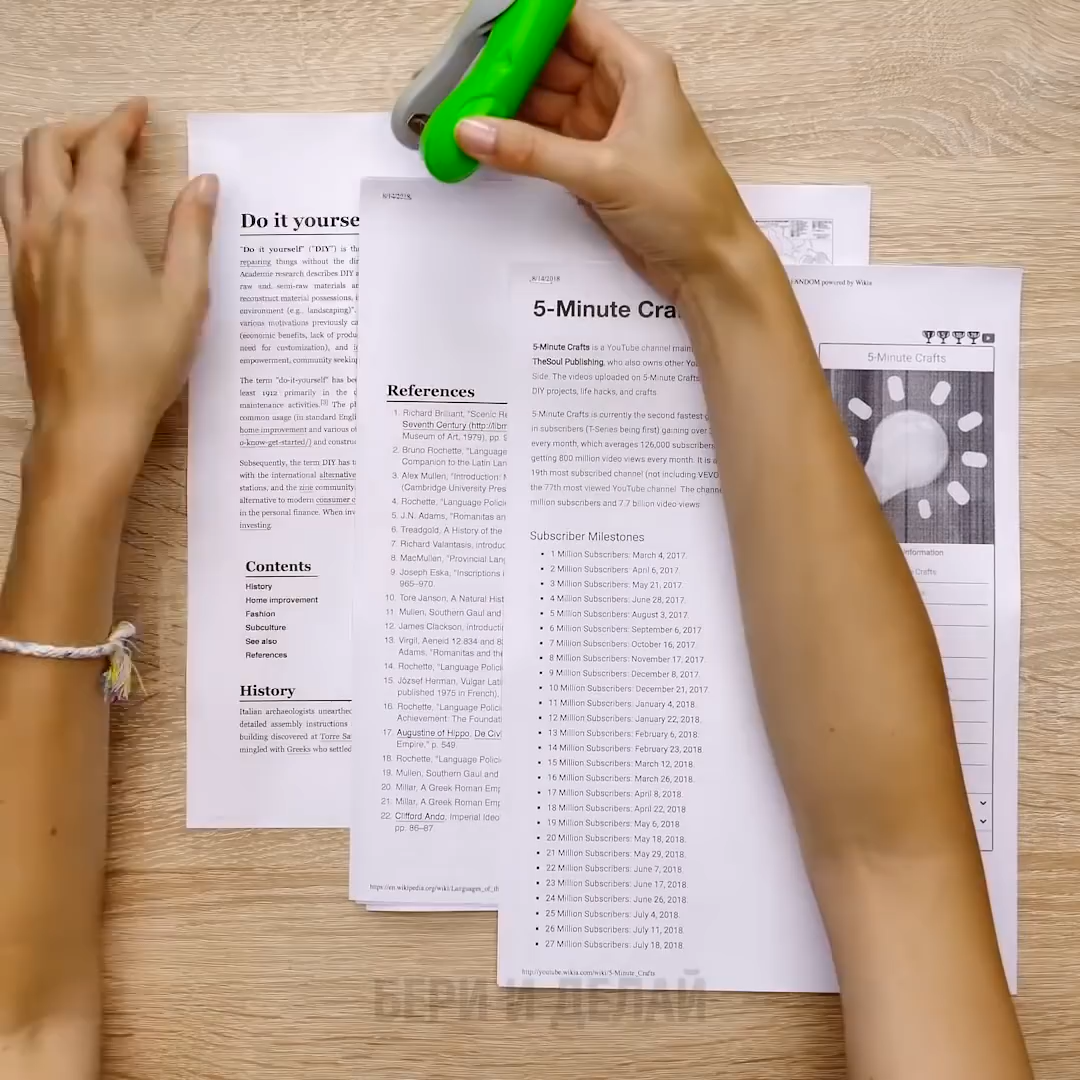 Do it yourse
"Do it yourself" ("DIY") is the
repairing things without the dir
Academic research describes DIY
raw and semi-raw materials an
reconstruct material possessions, i
environment (e.g., landscaping)".
various motivations previously ca
(economic benefits, lack of produ
need for customization), and i
empowerment, community seeking
The term "do-it-yourself" has be
least 1912 primarily in the
maintenance activities.[3] The ph
common usage (in standard Engl
home improvement and various o
o-know-get-started/] and constru
Subsequently, the term DIY has t
with the international alternative
stations, and the zine community.
alternative to modern consumer c
in the personal finance. When inv
investing.
Contents
History
Home improvement
Fashion
Subculture
See also
References
History
Italian archaeologists unearthed
detailed assembly instructions
building discovered at Torre Sa
mingled with Greeks who settled
8/14/2018
References
1. Richard Brilliant, "Scenic Re
Seventh Century (http://libm
Museum of Art, 1979), pp. 9
2. Bruno Rochette, "Language
Companion to the Latin Lan
3. Alex Mullen, "Introduction: M
(Cambridge University Pres
4. Rochette, "Language Polici
5. J.N. Adams, "Romanitas an
6. Treadgold, A History of the
7. Richard Valantasis, introduc
8. MacMullen, "Provincial Lang
9. Joseph Eska, "Inscriptions i
965–970.
10. Tore Janson, A Natural Hist
11. Mullen, Southern Gaul and
12. James Clackson, introducti
13. Virgil, Aeneid 12.834 and 8
Adams, "Romanitas and the
14. Rochette, "Language Polici
15. József Herman, Vulgar Lati
published 1975 in French),
16. Rochette, "Language Polici
Achievement: The Foundati
17. Augustine of Hippo, De Civi
Empire," p. 549.
18. Rochette, "Language Polici
19. Mullen, Southern Gaul and
20. Millar, A Greek Roman Emp
21. Millar, A Greek Roman Emp
22. Clifford Ando, Imperial Ideo
pp. 86–87.
https://en.wikipedia.org/wiki/Languages_of_th
8/14/2018
5-Minute Cra
5-Minute Crafts is a YouTube channel main
TheSoul Publishing, who also owns other You
Side. The videos uploaded on 5-Minute Crafts
DIY projects, life hacks, and crafts.
5-Minute Crafts is currently the second fastest-g
in subscribers (T-Series being first) gaining over 3
every month, which averages 126,000 subscribers
getting 800 million video views every month. It is a
19th most subscribed channel (not including VEVO
the 77th most viewed YouTube channel. The channe
million subscribers and 7.7 billion video views
Subscriber Milestones
• 1 Million Subscribers: March 4, 2017.
• 2 Million Subscribers: April 6, 2017.
• 3 Million Subscribers: May 21, 2017.
• 4 Million Subscribers: June 28, 2017.
• 5 Million Subscribers: August 3, 2017.
• 6 Million Subscribers: September 6, 2017
• 7 Million Subscribers: October 16, 2017.
• 8 Million Subscribers: November 17, 2017.
• 9 Million Subscribers: December 8, 2017.
• 10 Million Subscribers: December 21, 2017
• 11 Million Subscribers: January 4, 2018.
• 12 Million Subscribers: January 22, 2018.
• 13 Million Subscribers: February 6, 2018.
• 14 Million Subscribers: February 23, 2018
• 15 Million Subscribers: March 12, 2018.
• 16 Million Subscribers: March 26, 2018.
• 17 Million Subscribers: April 8, 2018.
• 18 Million Subscribers: April 22, 2018
• 19 Million Subscribers: May 6, 2018.
• 20 Million Subscribers: May 18, 2018.
• 21 Million Subscribers: May 29, 2018.
• 22 Million Subscribers: June 7, 2018.
• 23 Million Subscribers: June 17, 2018.
• 24 Million Subscribers: June 26, 2018.
• 25 Million Subscribers: July 4, 2018.
• 26 Million Subscribers: July 11, 2018.
• 27 Million Subscribers: July 18, 2018.
http://youtube.wikia.com/wiki/5-Minute_Crafts
FANDOM powered by Wikia
5-Minute Crafts
nformation
Crafts
БЕРИ И ДЕЛАЙ